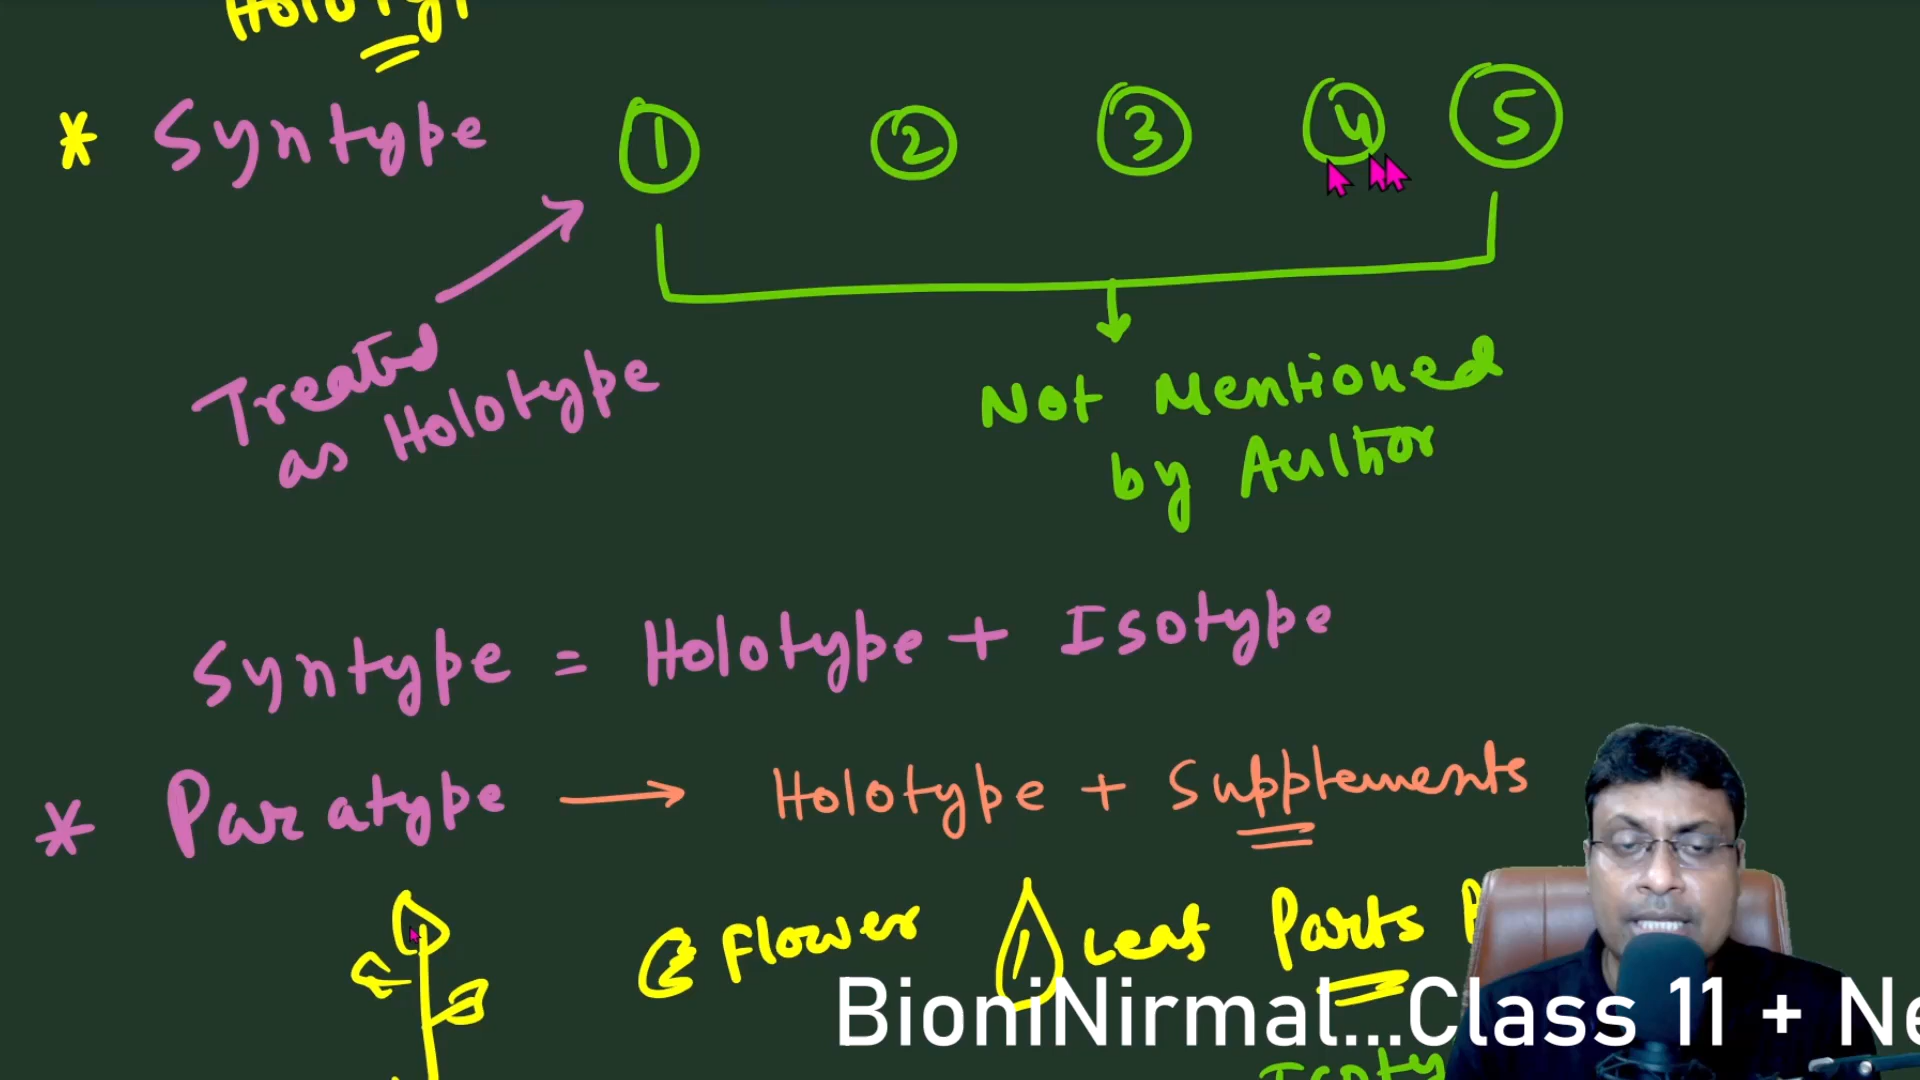 Holotyp
* Syntype 1 2 3 4 5
Treated
as Holotype
Not Mentioned
by Author
Syntype = Holotype + Isotype
* Paratype → Holotype + Supplements
Flower Leaf Parts
BioniNirmal...Class 11 + Ne